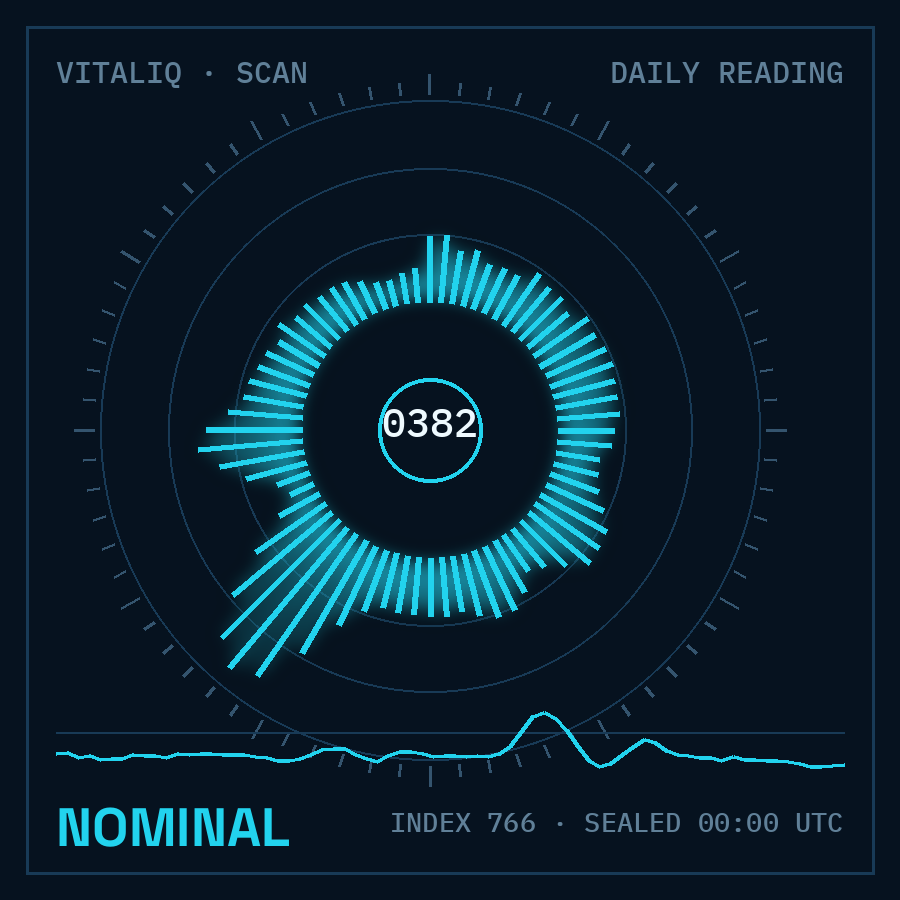 VITALIQ · SCAN
DAILY READING
0382
NOMINAL
INDEX 766 · SEALED 00:00 UTC